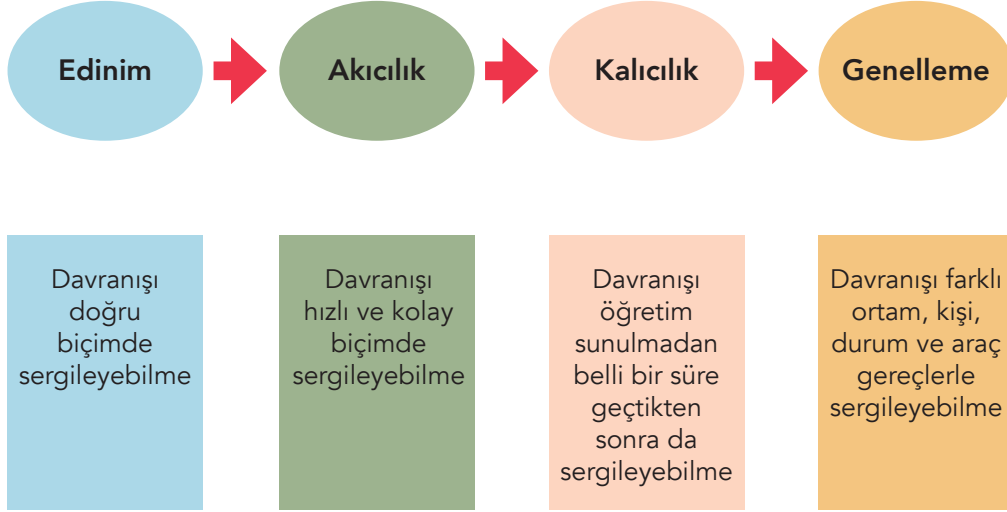 Edinim
Akıcılık
Kalıcılık
Genelleme
Davranışı
doğru
biçimde
sergileyebilme
Davranışı
hızlı ve kolay
biçimde
sergileyebilme
Davranışı
öğretim
sunulmadan
belli bir süre
geçtikten
sonra da
sergileyebilme
Davranışı farklı
ortam, kişi,
durum ve araç
gereçlerle
sergileyebilme